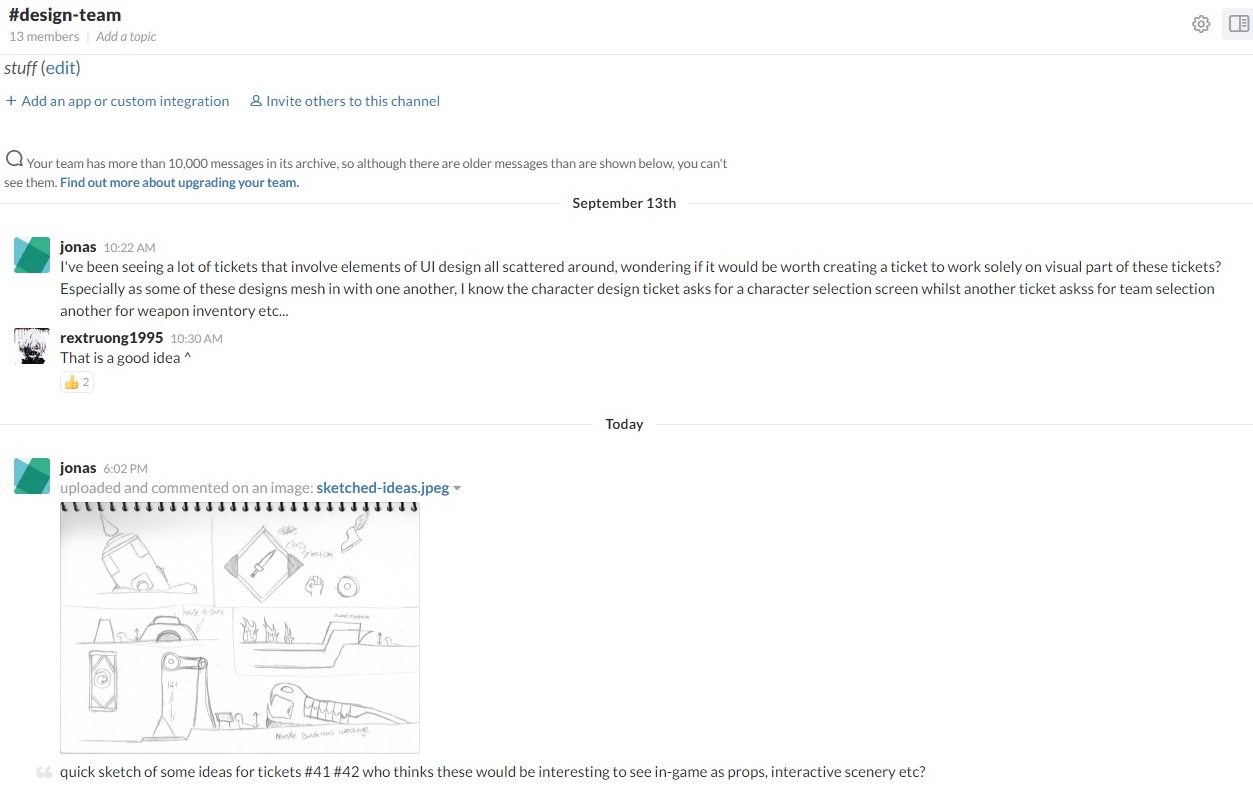 #design-team
13 members | Add a topic
stuff (edit)
+ Add an app or custom integration Invite others to this channel
Your team has more than 10,000 messages in its archive, so although there are older messages than are shown below, you can't
see them. Find out more about upgrading your team.
September 13th
jonas 10:22 AM
I've been seeing a lot of tickets that involve elements of UI design all scattered around, wondering if it would be worth creating a ticket to work solely on visual part of these tickets?
Especially as some of these designs mesh in with one another, I know the character design ticket asks for a character selection screen whilst another ticket askss for team selection
another for weapon inventory etc...
rextruong1995 10:30 AM
That is a good idea ^
👍 2
Today
jonas 6:02 PM
uploaded and commented on an image: sketched-ideas.jpeg
class
selection
quick sketch of some ideas for tickets #41 #42 who thinks these would be interesting to see in-game as props, interactive scenery etc?